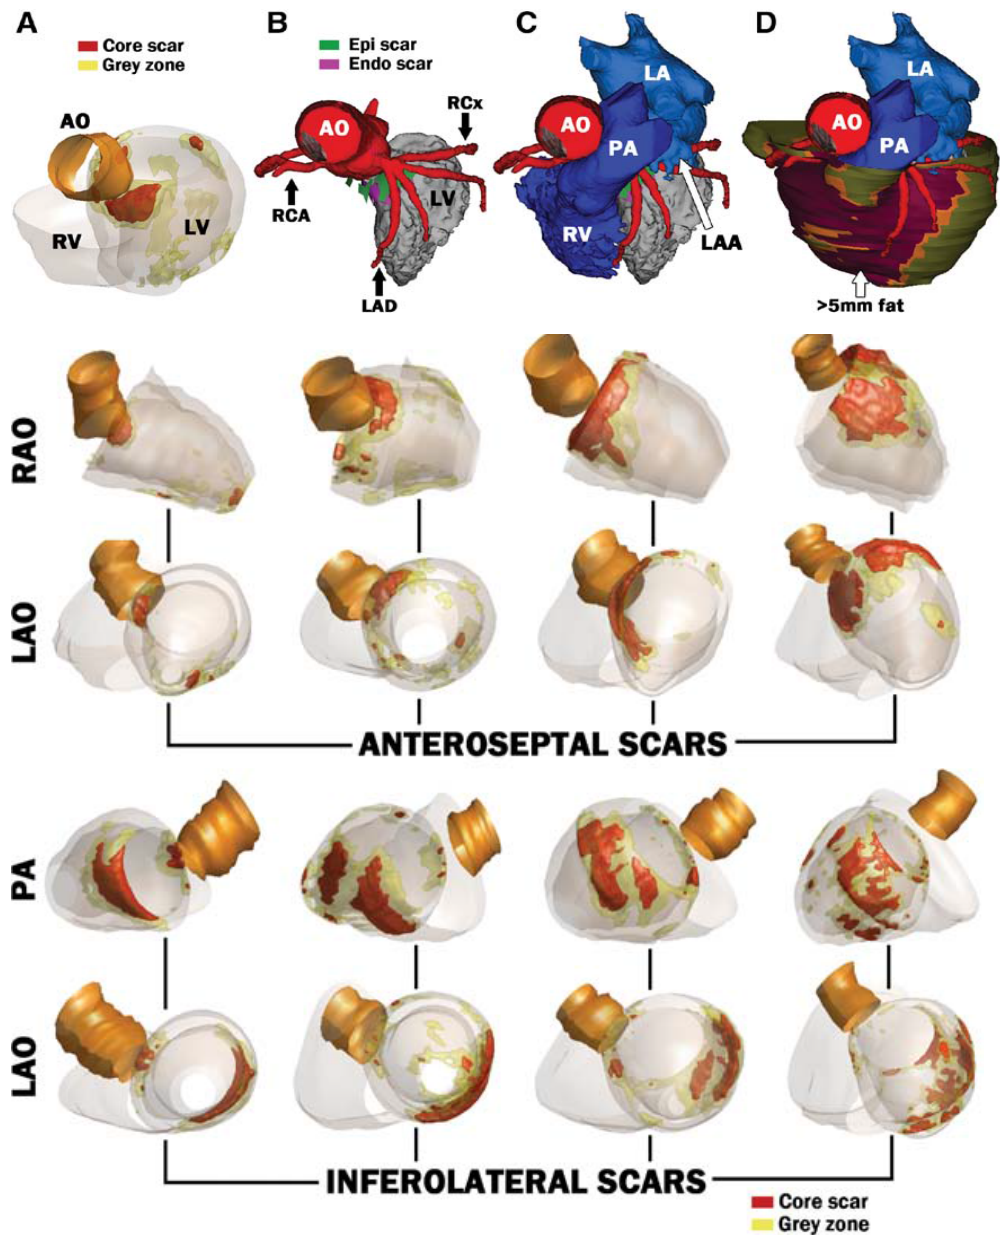 A
Core scar
Grey zone
AO
RV
LV
B
Epi scar
Endo scar
AO
RCx
RCA
LV
LAD
C
LA
AO
PA
RV
LAA
D
LA
AO
PA
>5mm fat
RAO
LAO
ANTEROSEPTAL SCARS
PA
LAO
INFEROLATERAL SCARS
Core scar
Grey zone